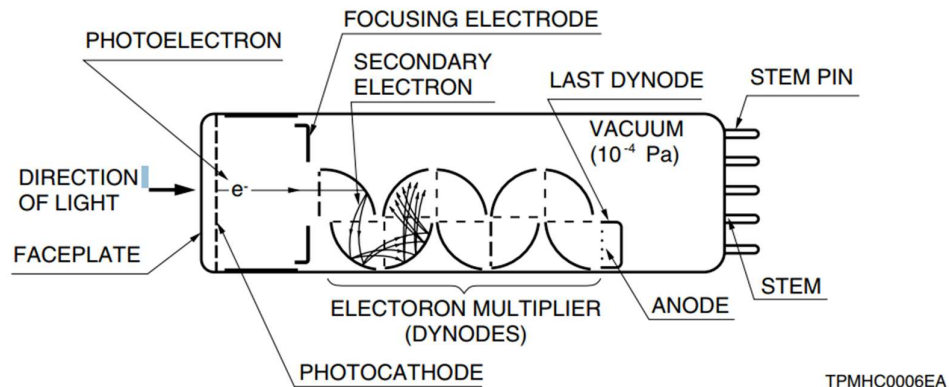 FOCUSING ELECTRODE
PHOTOELECTRON
SECONDARY
ELECTRON
LAST DYNODE
STEM PIN
VACUUM
(10⁻⁴ Pa)
DIRECTION
OF LIGHT
e-
FACEPLATE
STEM
ELECTORON MULTIPLIER
(DYNODES)
ANODE
PHOTOCATHODE
TPMHC0006EA